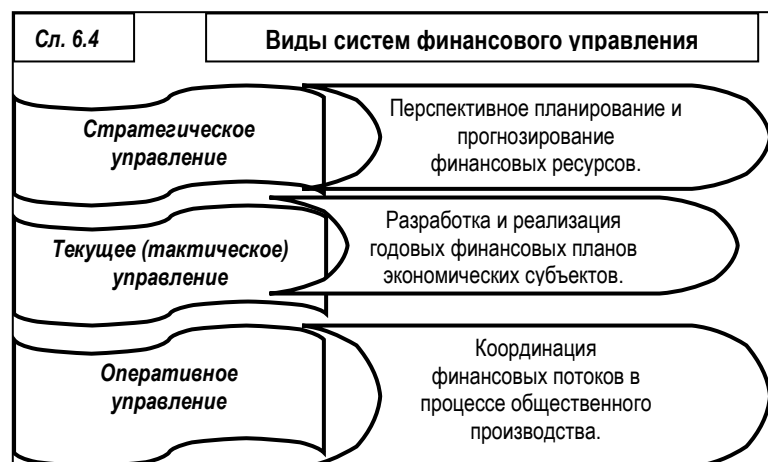 Сл. 6.4
Виды систем финансового управления
Стратегическое
управление
Перспективное планирование и
прогнозирование
финансовых ресурсов.
Текущее (тактическое)
управление
Разработка и реализация
годовых финансовых планов
экономических субъектов.
Оперативное
управление
Координация
финансовых потоков в
процессе общественного
производства.